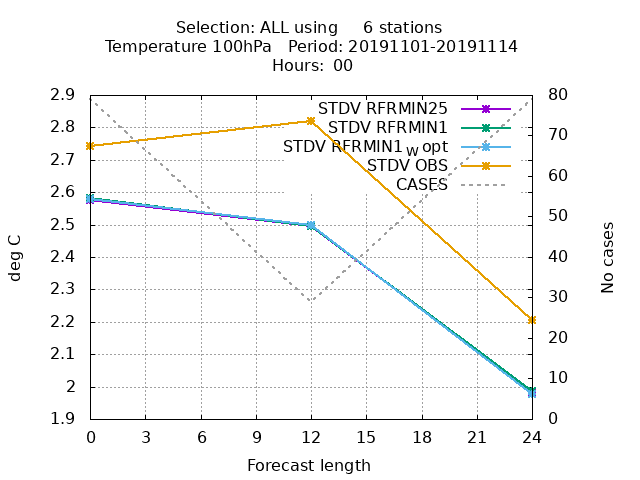 Selection: ALL using 6 stations
Temperature 100hPa Period: 20191101-20191114
Hours: 00
2.9
2.8
2.7
2.6
2.5
2.4
2.3
2.2
2.1
2
1.9
deg C
STDV RFRMIN25
STDV RFRMIN1
STDV RFRMIN1 w opt
STDV OBS
CASES
80
70
60
50
40
30
20
10
0
No cases
0 3 6 9 12 15 18 21 24
Forecast length